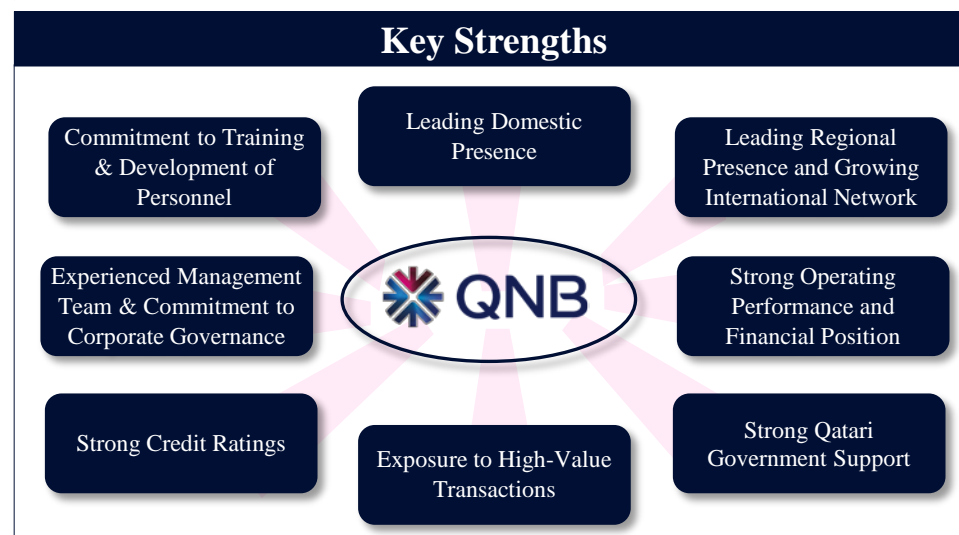 Key Strengths
Leading Domestic
Presence
Commitment to Training
& Development of
Personnel
Leading Regional
Presence and Growing
International Network
Experienced Management
Team & Commitment to
Corporate Governance
QNB
Strong Operating
Performance and
Financial Position
Strong Credit Ratings
Exposure to High-Value
Transactions
Strong Qatari
Government Support